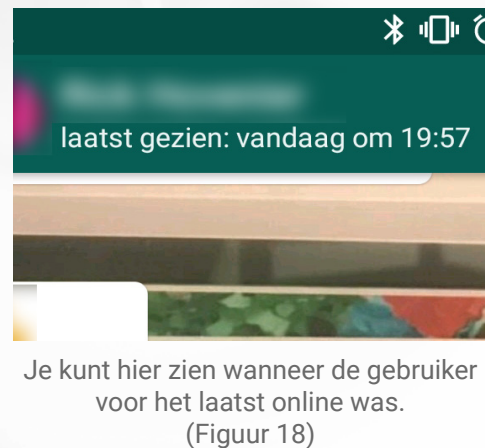 laatst gezien: vandaag om 19:57
Je kunt hier zien wanneer de gebruiker
voor het laatst online was.
(Figuur 18)